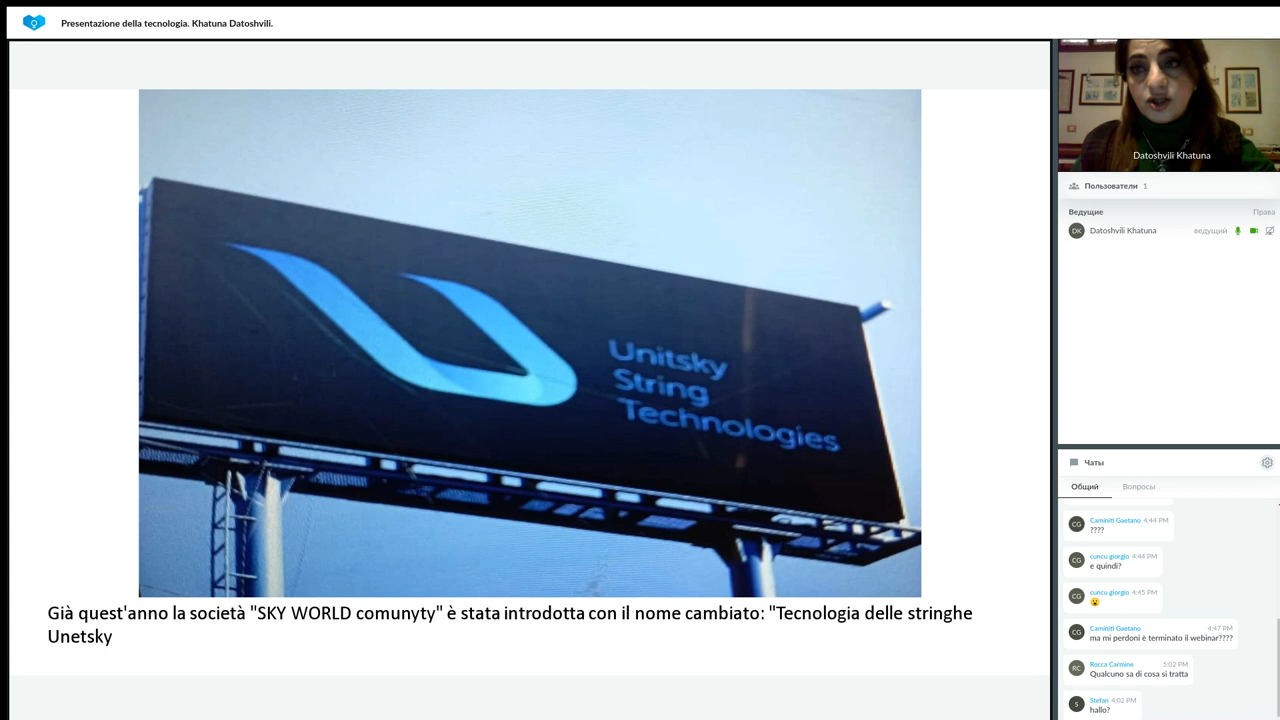 Presentazione della tecnologia. Khatuna Datoshvili.
Unitsky
String
Technologies
Già quest'anno la società "SKY WORLD comunyty" è stata introdotta con il nome cambiato: "Tecnologia delle stringhe
Unetsky
Datoshvili Khatuna
Пользователи 1
Ведущие Права
DK Datoshvili Khatuna ведущий
Чаты
Общий Вопросы
CG Caminiti Gaetano 4:44 PM
????
CG cuncu giorgio 4:44 PM
e quindi?
CG cuncu giorgio 4:45 PM
😮
CG Caminiti Gaetano 4:47 PM
ma mi perdoni è terminato il webinar????
RC Rocca Carmine 5:02 PM
Qualcuno sa di cosa si tratta
S Stefan 4:02 PM
hallo?